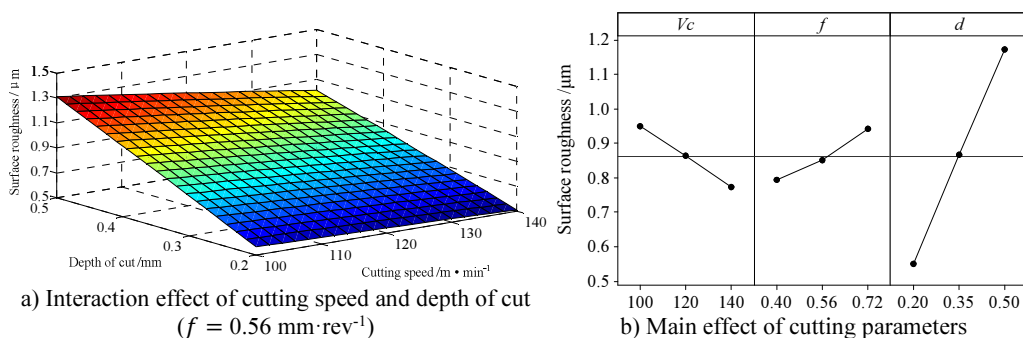 Surface roughness /μm
1.5
1.3
1.1
0.9
0.7
0.5
0.5
0.4
0.3
0.2
Depth of cut /mm
100
110
120
130
140
Cutting speed /m • min⁻¹
a) Interaction effect of cutting speed and depth of cut
(f = 0.56 mm·rev⁻¹)
Vc f d
Surface roughness /μm
1.2
1.1
1.0
0.9
0.8
0.7
0.6
0.5
100 120 140 0.40 0.56 0.72 0.20 0.35 0.50
b) Main effect of cutting parameters